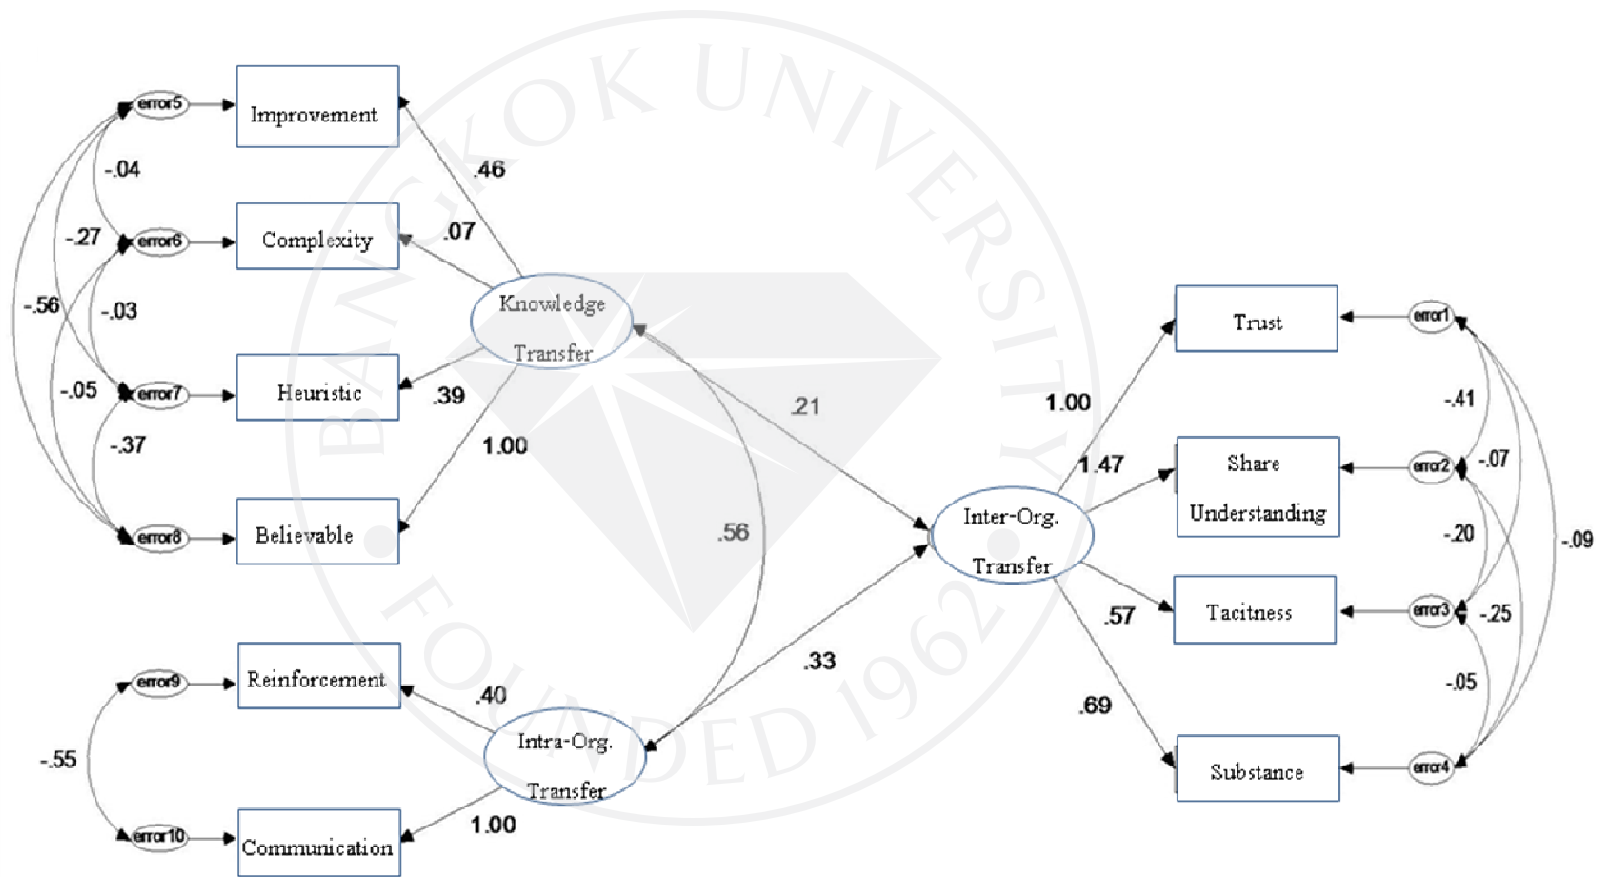 BANGKOK UNIVERSITY
error5
Improvement
-.04
.46
-.27
error6
Complexity
.07
-.56
-.03
Knowledge
Transfer
-.05
error7
Heuristic
.39
-.37
1.00
error8
Believable
.21
.56
.33
Inter-Org.
Transfer
1.00
1.47
.57
.69
Trust
error1
-.41
Share
Understanding
error2
-.07
-.20
-.09
Tacitness
error3
-.25
-.05
Substance
error4
error9
Reinforcement
.40
-.55
Intra-Org.
Transfer
error10
Communication
1.00
FOUNDED 1962